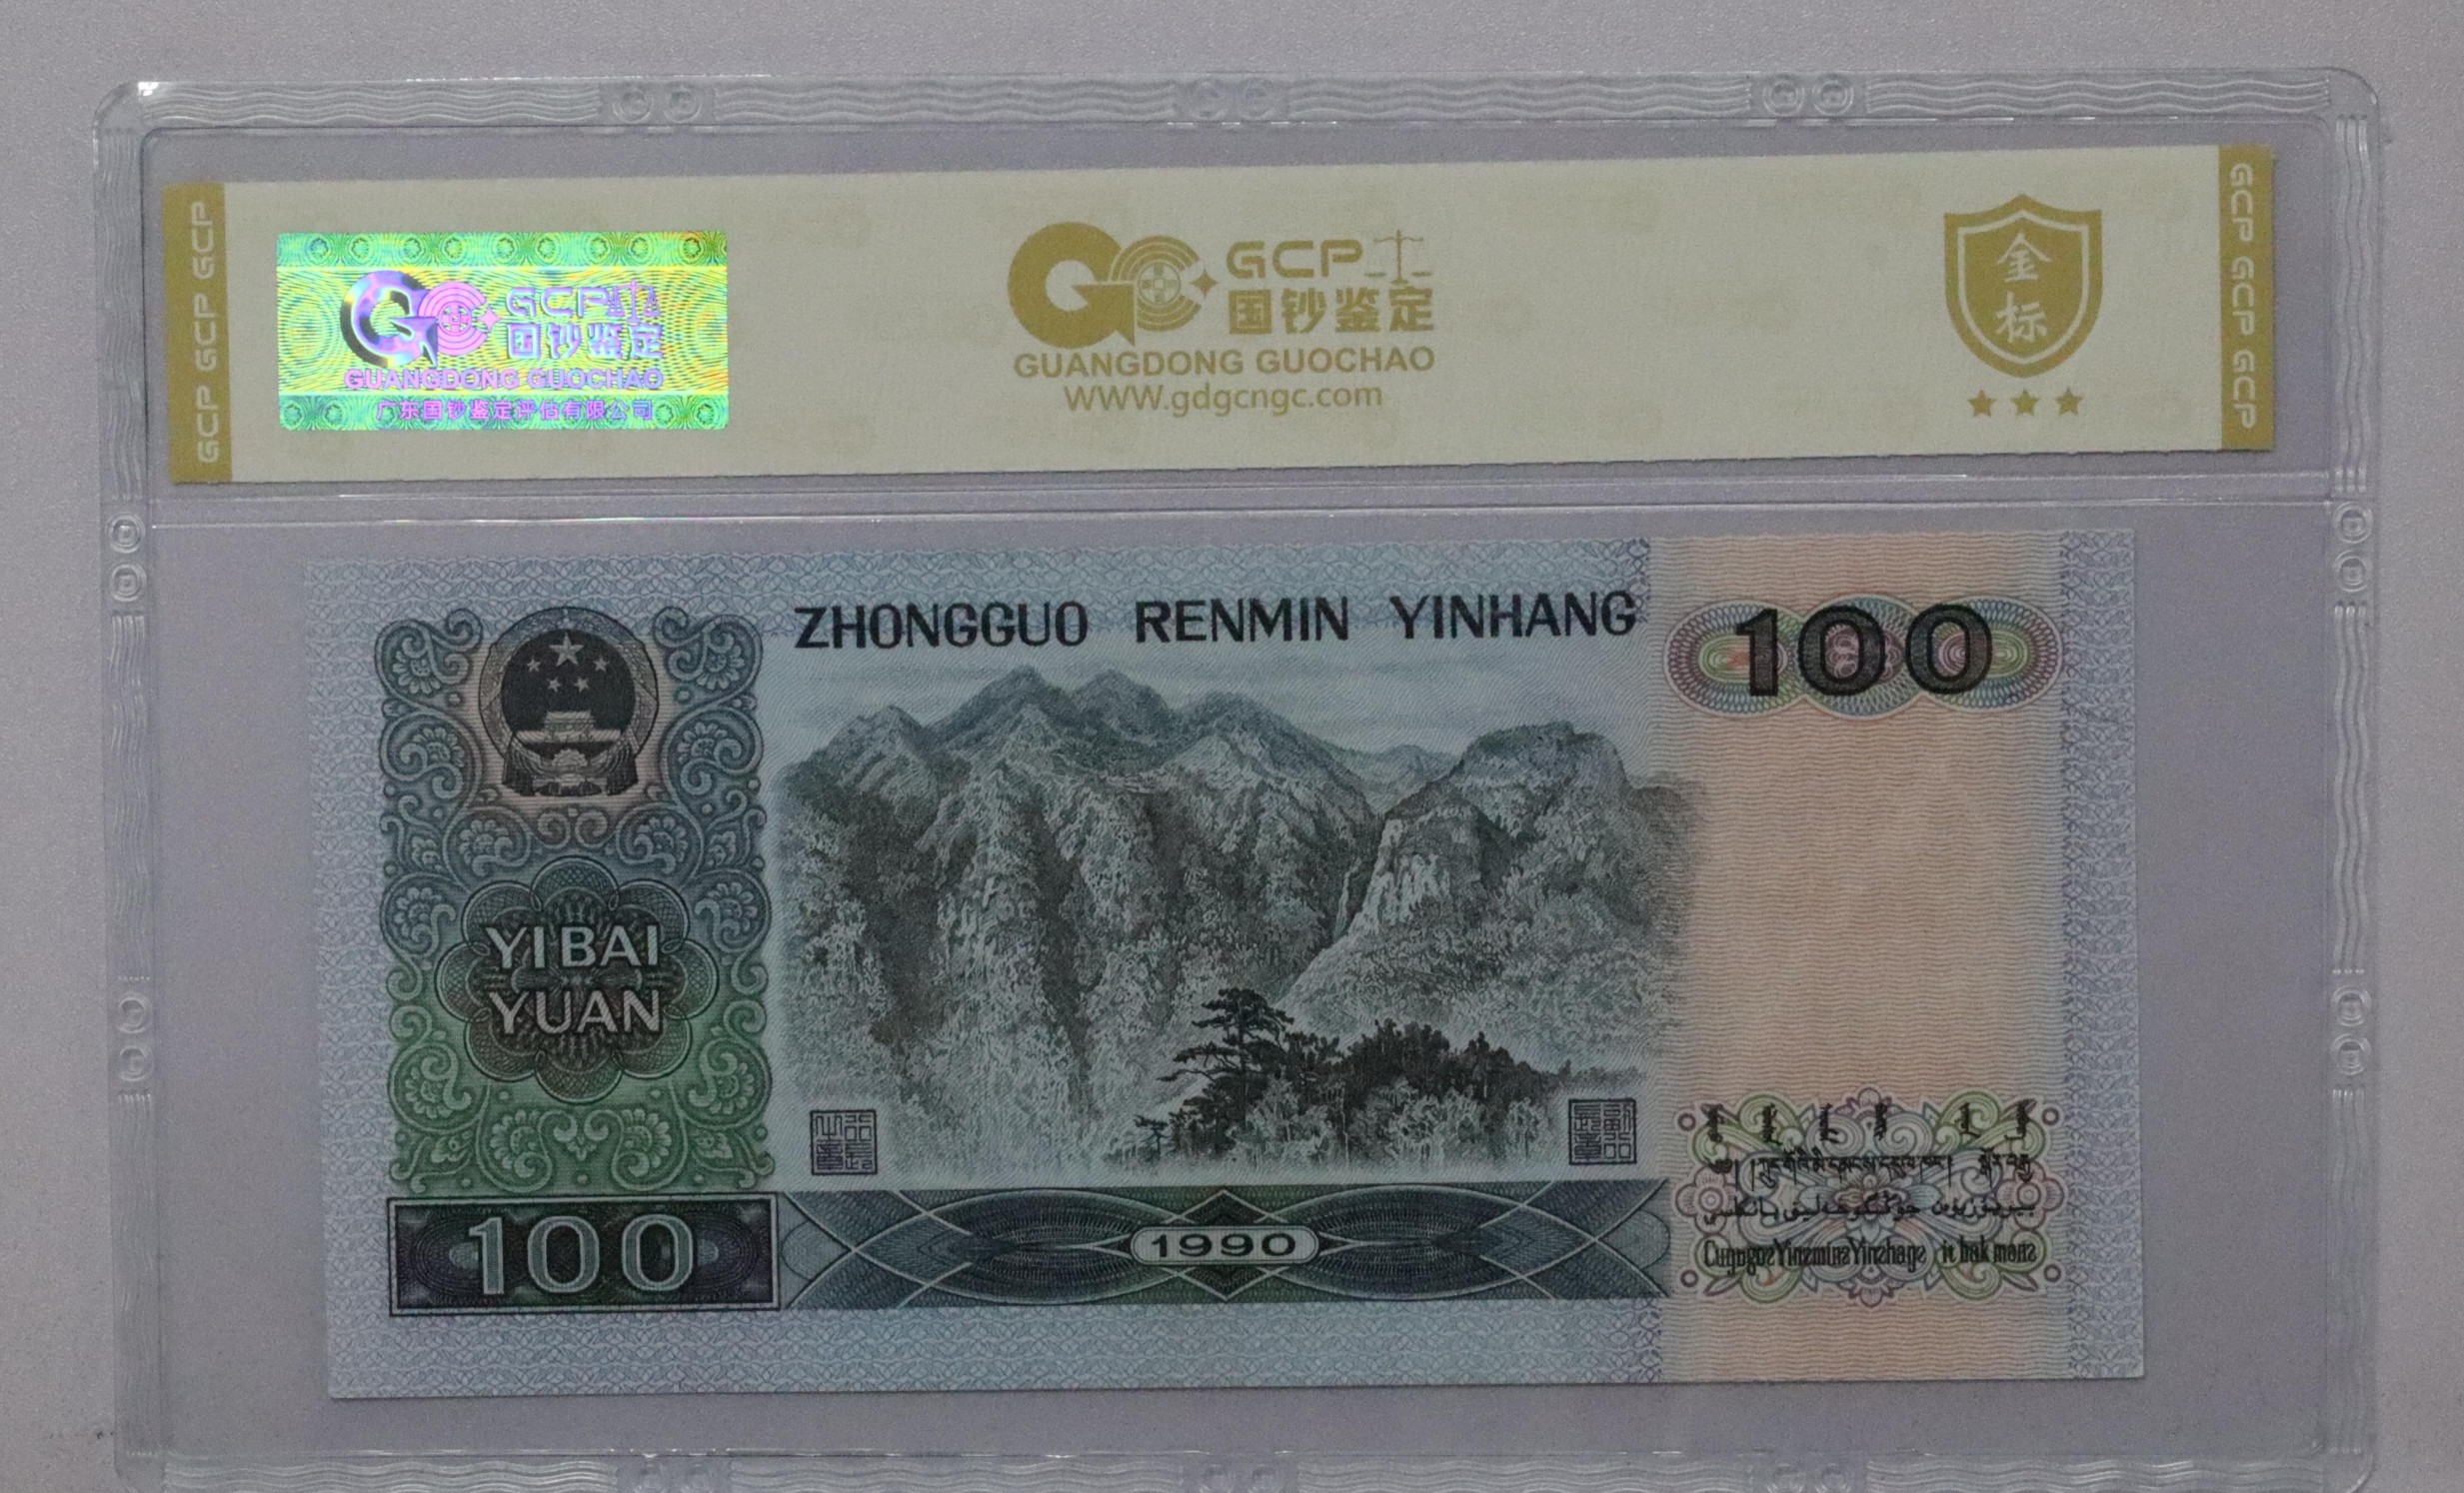 GCP GCP GCP
GCP
国钞鉴定
GUANGDONG GUOCHAO
广东国钞鉴定评估有限公司
GCP
国钞鉴定
GUANGDONG GUOCHAO
WWW.gdgcngc.com
金
标
GCP GCP GCP
ZHONGGUO RENMIN YINHANG
100
YIBAI
YUAN
100
1990